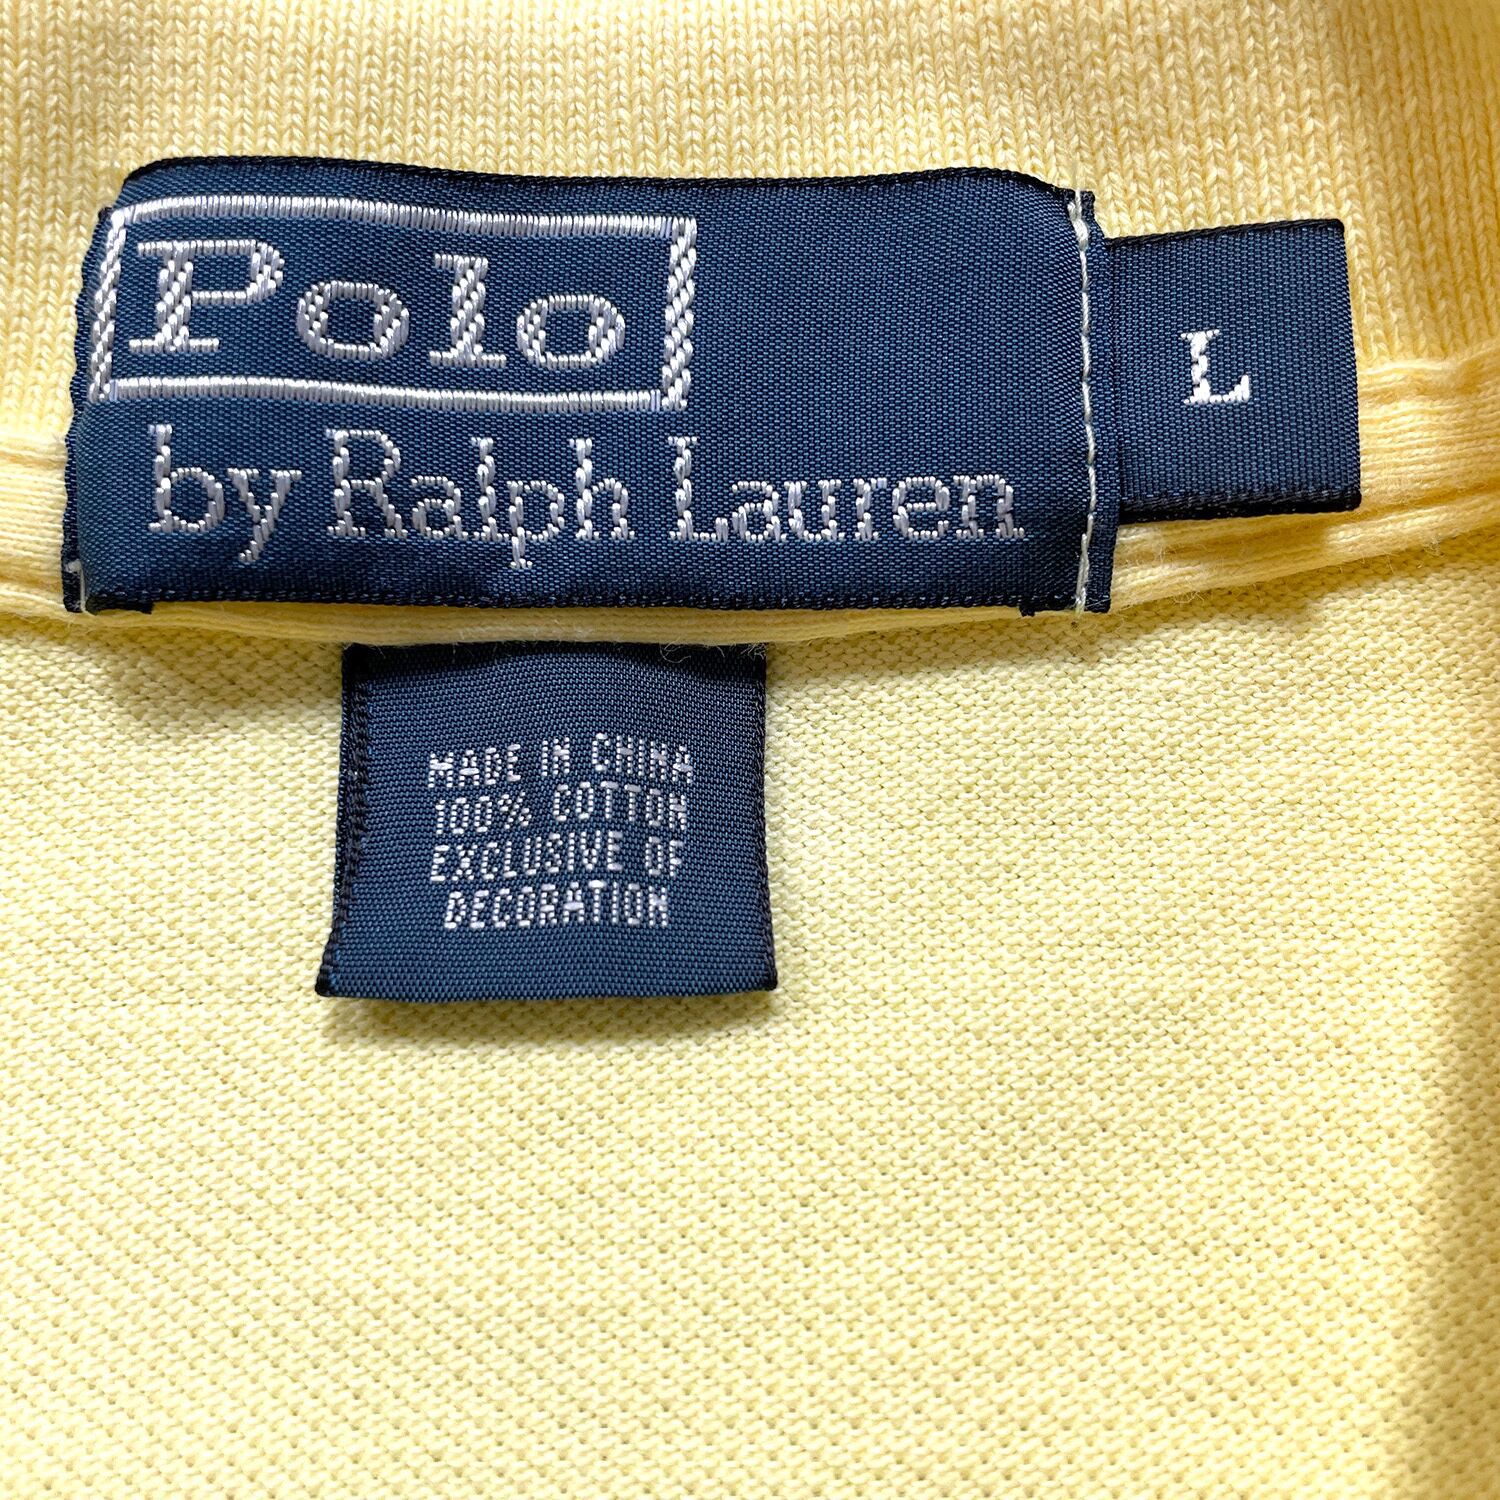 Polo
by Ralph Lauren
L
MADE IN CHINA
100% COTTON
EXCLUSIVE OF
DECORATION